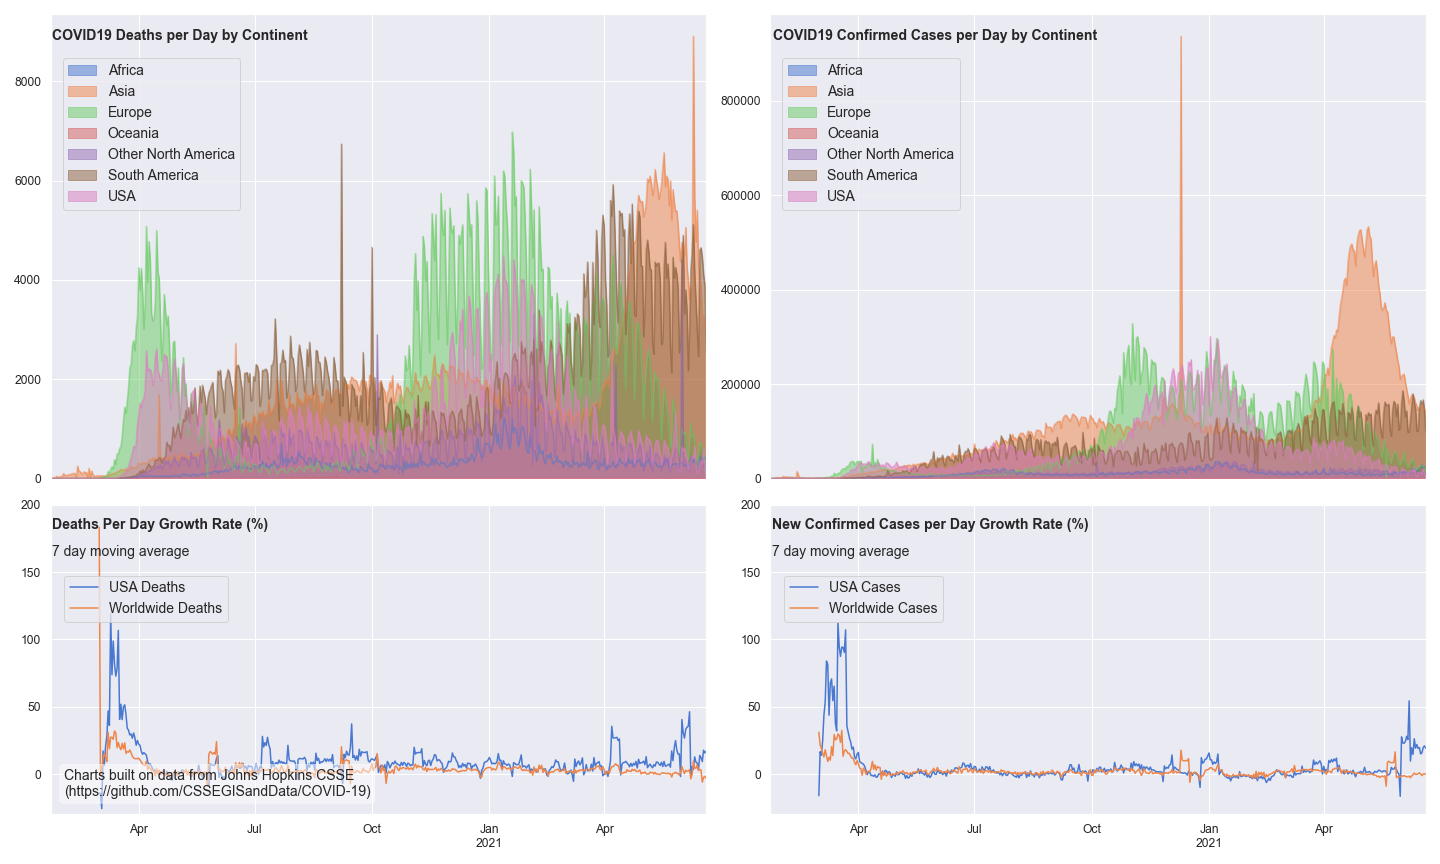 COVID19 Deaths per Day by Continent
Africa
Asia
Europe
Oceania
Other North America
South America
USA
8000
6000
4000
2000
0
COVID19 Confirmed Cases per Day by Continent
Africa
Asia
Europe
Oceania
Other North America
South America
USA
800000
600000
400000
200000
0
Deaths Per Day Growth Rate (%)
7 day moving average
USA Deaths
Worldwide Deaths
200
150
100
50
0
Charts built on data from Johns Hopkins CSSE
(https://github.com/CSSEGISandData/COVID-19)
Apr Jul Oct Jan Apr
2021
New Confirmed Cases per Day Growth Rate (%)
7 day moving average
USA Cases
Worldwide Cases
200
150
100
50
0
Apr Jul Oct Jan Apr
2021